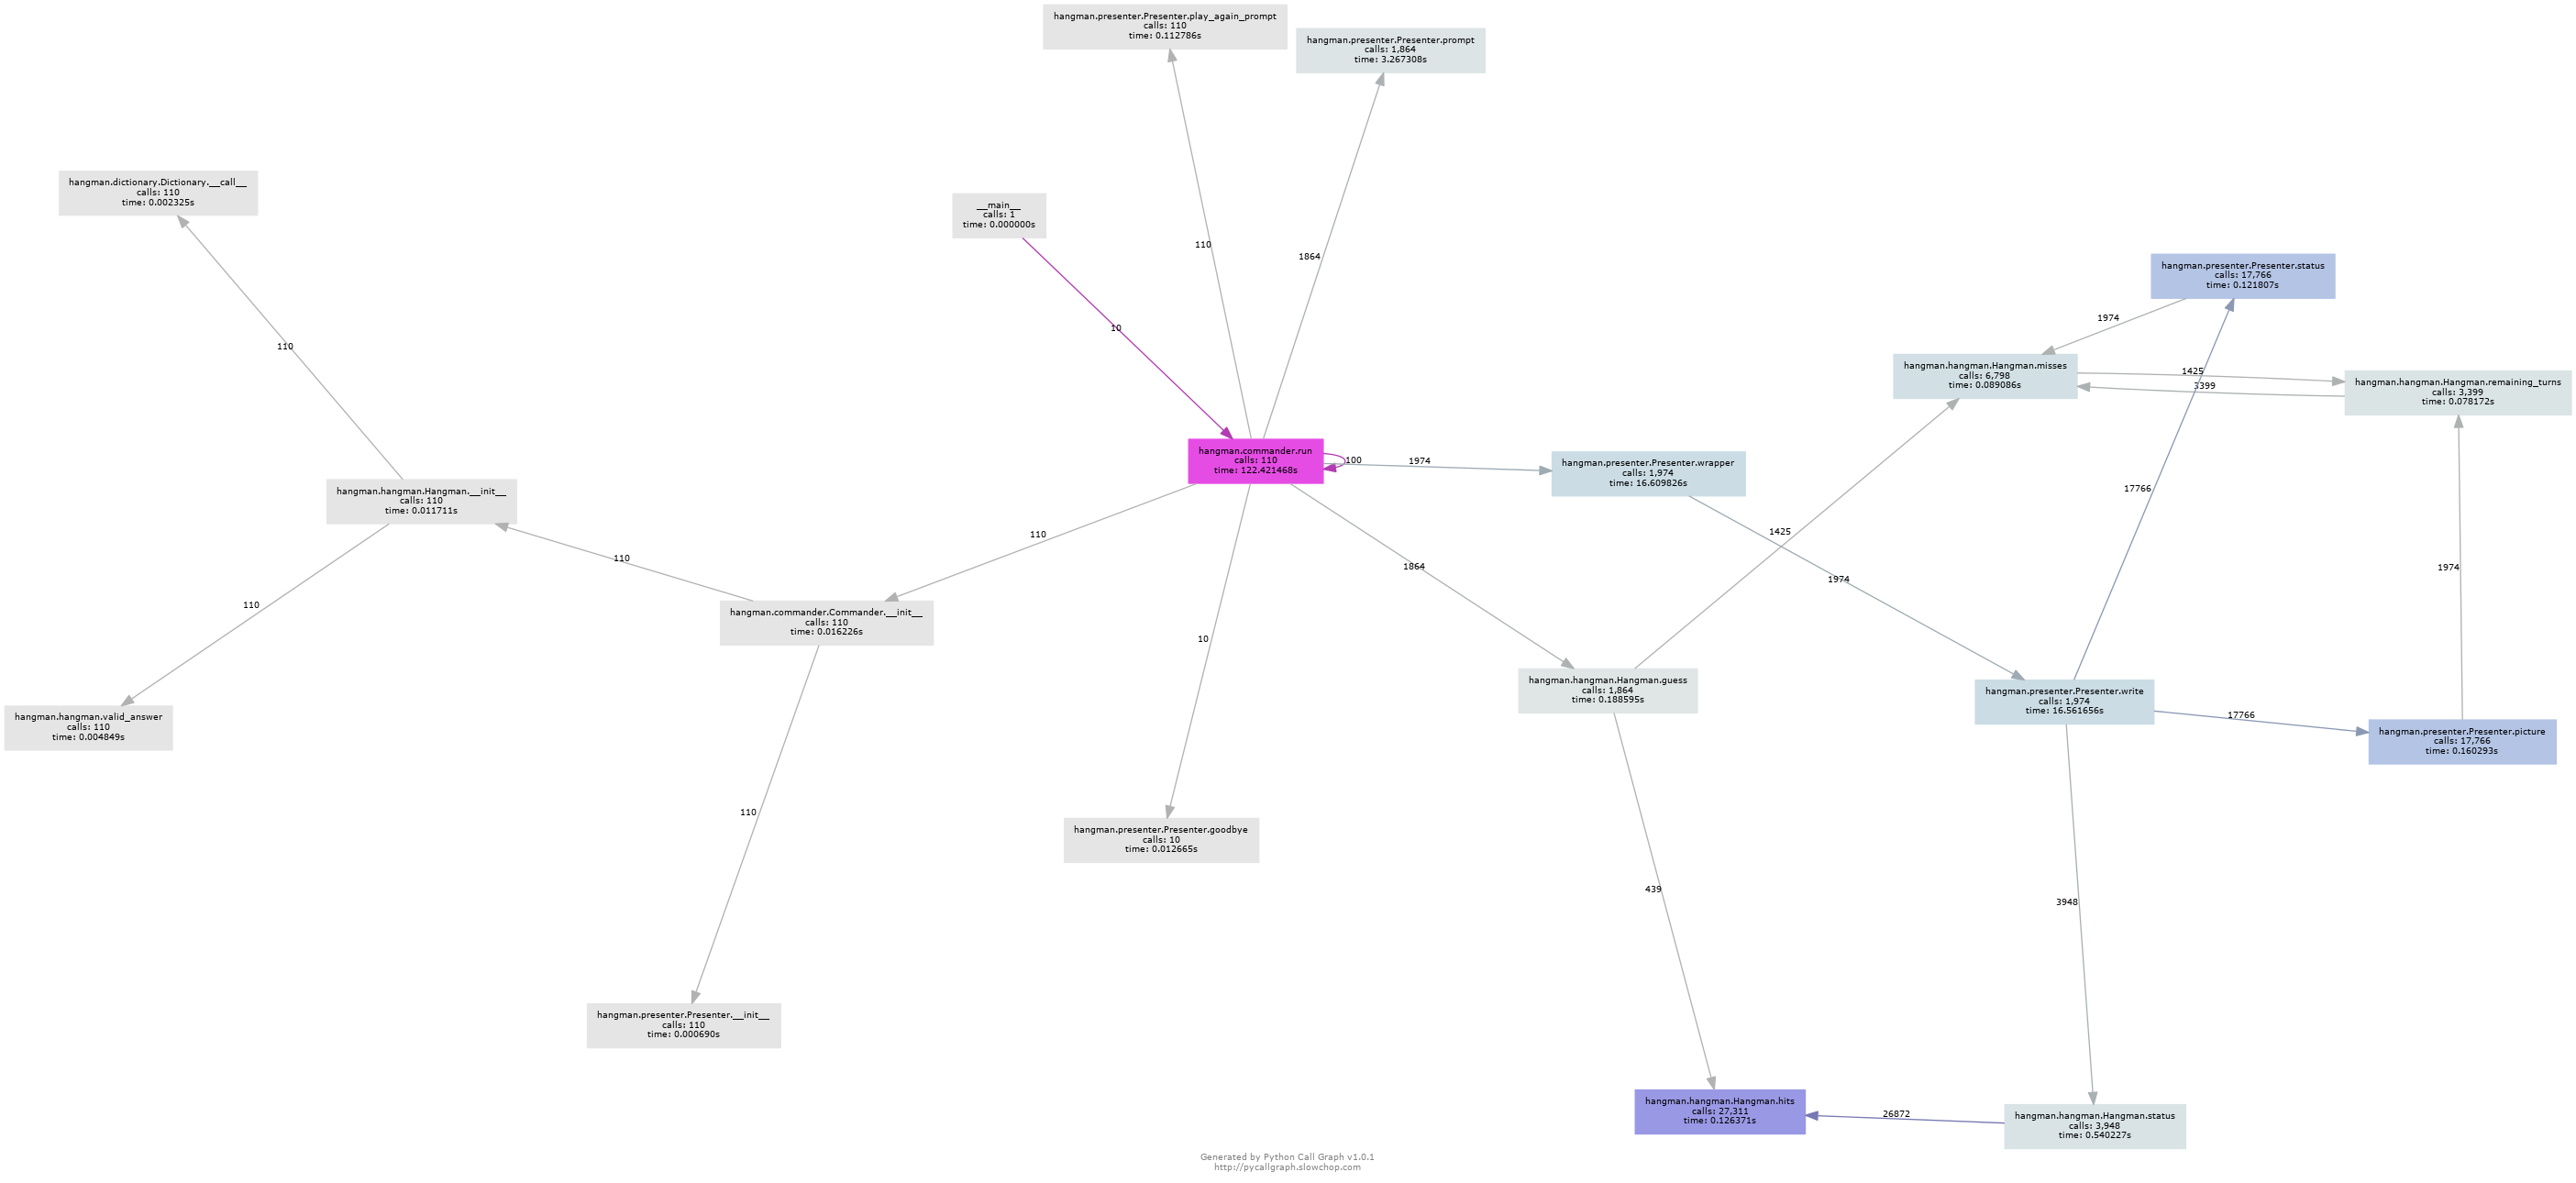 hangman.presenter.Presenter.play_again_prompt
calls: 110
time: 0.112786s
hangman.presenter.Presenter.prompt
calls: 1,864
time: 3.267308s
hangman.dictionary.Dictionary.__call__
calls: 110
time: 0.002325s
__main__
calls: 1
time: 0.000000s
110
1864
hangman.presenter.Presenter.status
calls: 17,766
time: 0.121807s
10
110
1974
hangman.hangman.Hangman.misses
calls: 6,798
time: 0.089086s
1425
3399
hangman.hangman.Hangman.remaining_turns
calls: 3,399
time: 0.078172s
hangman.commander.run
calls: 110
time: 122.421468s
100
1974
hangman.presenter.Presenter.wrapper
calls: 1,974
time: 16.609826s
17766
hangman.hangman.Hangman.__init__
calls: 110
time: 0.011711s
110
110
1425
1864
1974
1974
110
hangman.commander.Commander.__init__
calls: 110
time: 0.016226s
10
hangman.hangman.Hangman.guess
calls: 1,864
time: 0.188595s
hangman.presenter.Presenter.write
calls: 1,974
time: 16.561656s
17766
hangman.presenter.Presenter.picture
calls: 17,766
time: 0.160293s
hangman.hangman.valid_answer
calls: 110
time: 0.004849s
110
hangman.presenter.Presenter.goodbye
calls: 10
time: 0.012665s
439
3948
hangman.presenter.Presenter.__init__
calls: 110
time: 0.000690s
hangman.hangman.Hangman.hits
calls: 27,311
time: 0.126371s
26872
hangman.hangman.Hangman.status
calls: 3,948
time: 0.540227s
Generated by Python Call Graph v1.0.1
http://pycallgraph.slowchop.com